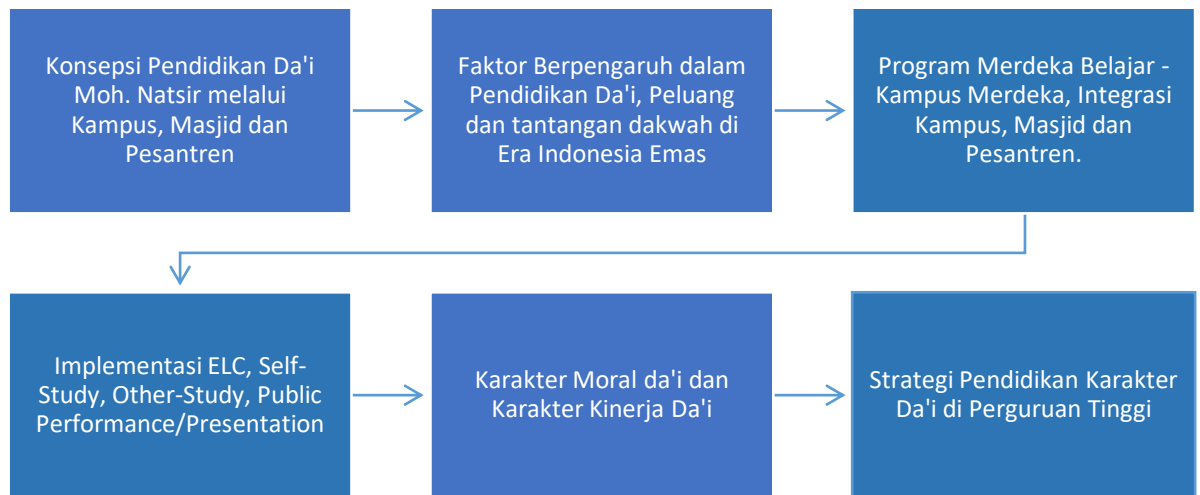 Konsepsi Pendidikan Da'i
Moh. Natsir melalui
Kampus, Masjid dan
Pesantren
Faktor Berpengaruh dalam
Pendidikan Da'i, Peluang
dan tantangan dakwah di
Era Indonesia Emas
Program Merdeka Belajar -
Kampus Merdeka, Integrasi
Kampus, Masjid dan
Pesantren.
Implementasi ELC, Self-
Study, Other-Study, Public
Performance/Presentation
Karakter Moral da'i dan
Karakter Kinerja Da'i
Strategi Pendidikan Karakter
Da'i di Perguruan Tinggi